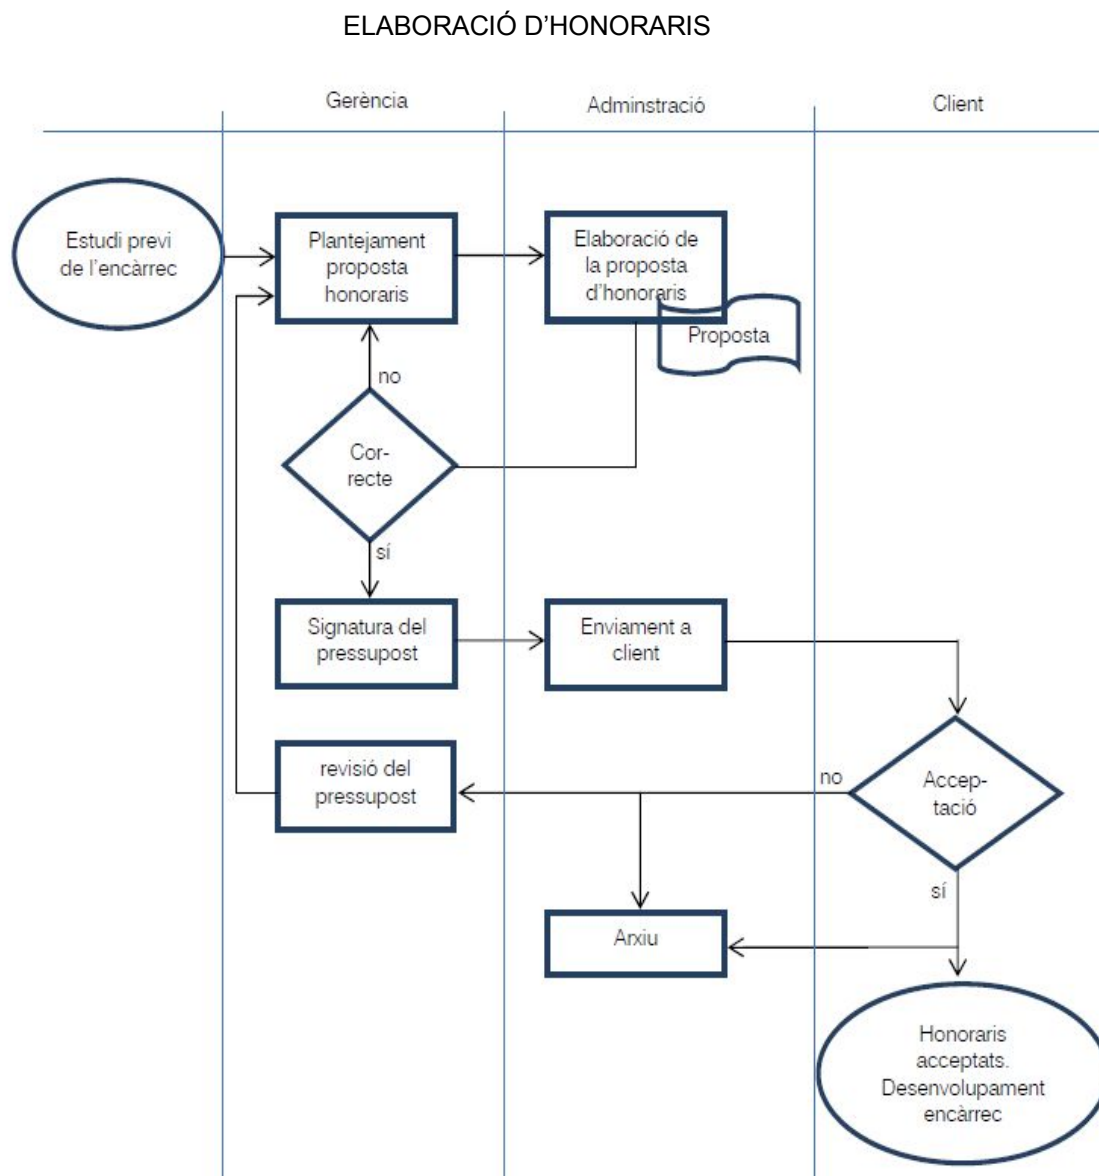 ELABORACIÓ D'HONORARIS
Gerència
Adminstració
Client
Estudi previ
de l'encàrrec
Plantejament
proposta
honoraris
Elaboració de
la proposta
d'honoraris
Proposta
no
Cor-
recte
sí
Signatura del
pressupost
Enviament a
client
revisió del
pressupost
no
Accep-
tació
sí
Arxiu
Honoraris
acceptats.
Desenvolupament
encàrrec